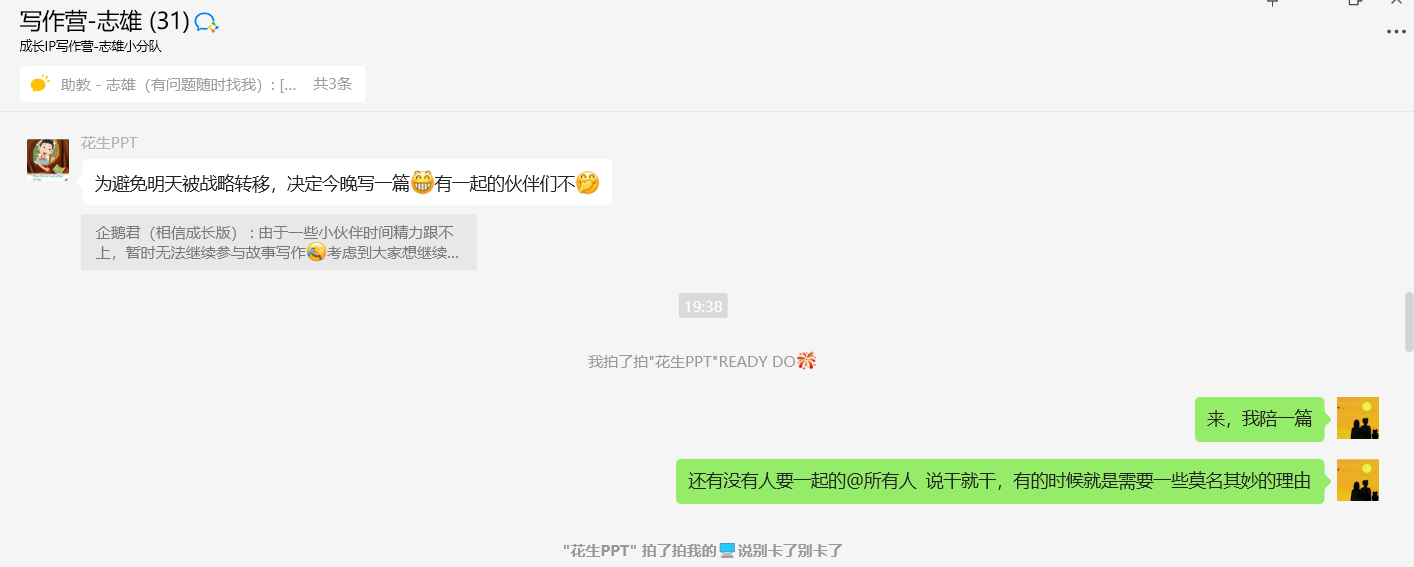 写作营-志雄 (31)
成长IP写作营-志雄小分队
助教 - 志雄（有问题随时找我）: [... 共3条
花生PPT
为避免明天被战略转移，决定今晚写一篇😁有一起的伙伴们不🤭
企鹅君（相信成长版）: 由于一些小伙伴时间精力跟不
上，暂时无法继续参与故事写作🤣考虑到大家想继续...
19:38
我拍了拍"花生PPT"READY DO
来，我陪一篇
还有没有人要一起的@所有人 说干就干，有的时候就是需要一些莫名其妙的理由
"花生PPT" 拍了拍我的🖥说别卡了别卡了